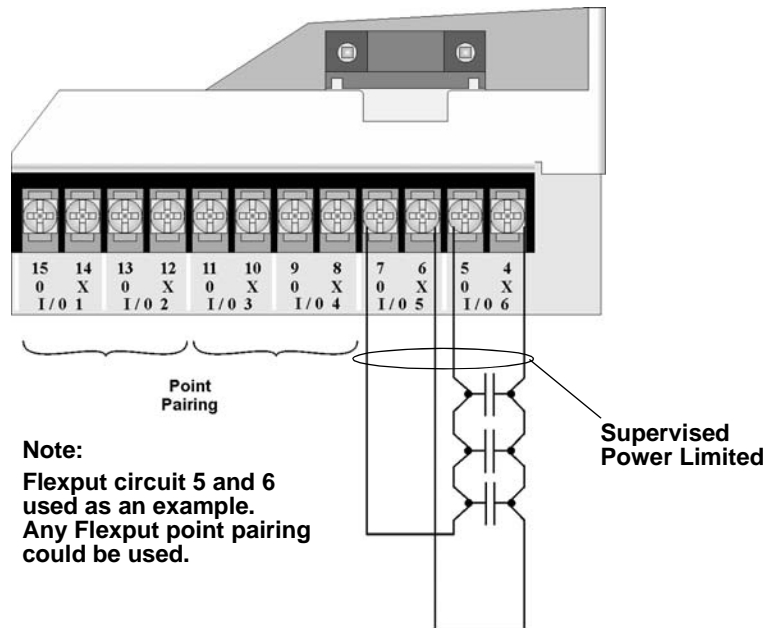 15 14 13 12 11 10 9 8 7 6 5 4
0 X 0 X 0 X 0 X 0 X 0 X
I/0 1 I/0 2 I/0 3 I/0 4 I/0 5 I/0 6
Point
Pairing
Supervised
Power Limited
Note:
Flexput circuit 5 and 6
used as an example.
Any Flexput point pairing
could be used.